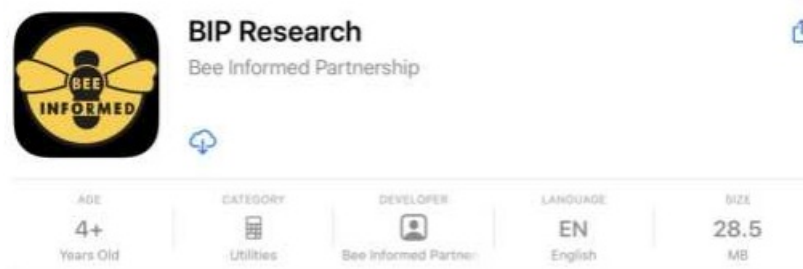 BIP Research
Bee Informed Partnership
BEE
INFORMED
AGE
4+
Years Old
CATEGORY
Utilities
DEVELOPER
Bee Informed Partner
LANGUAGE
EN
English
SIZE
28.5
MB